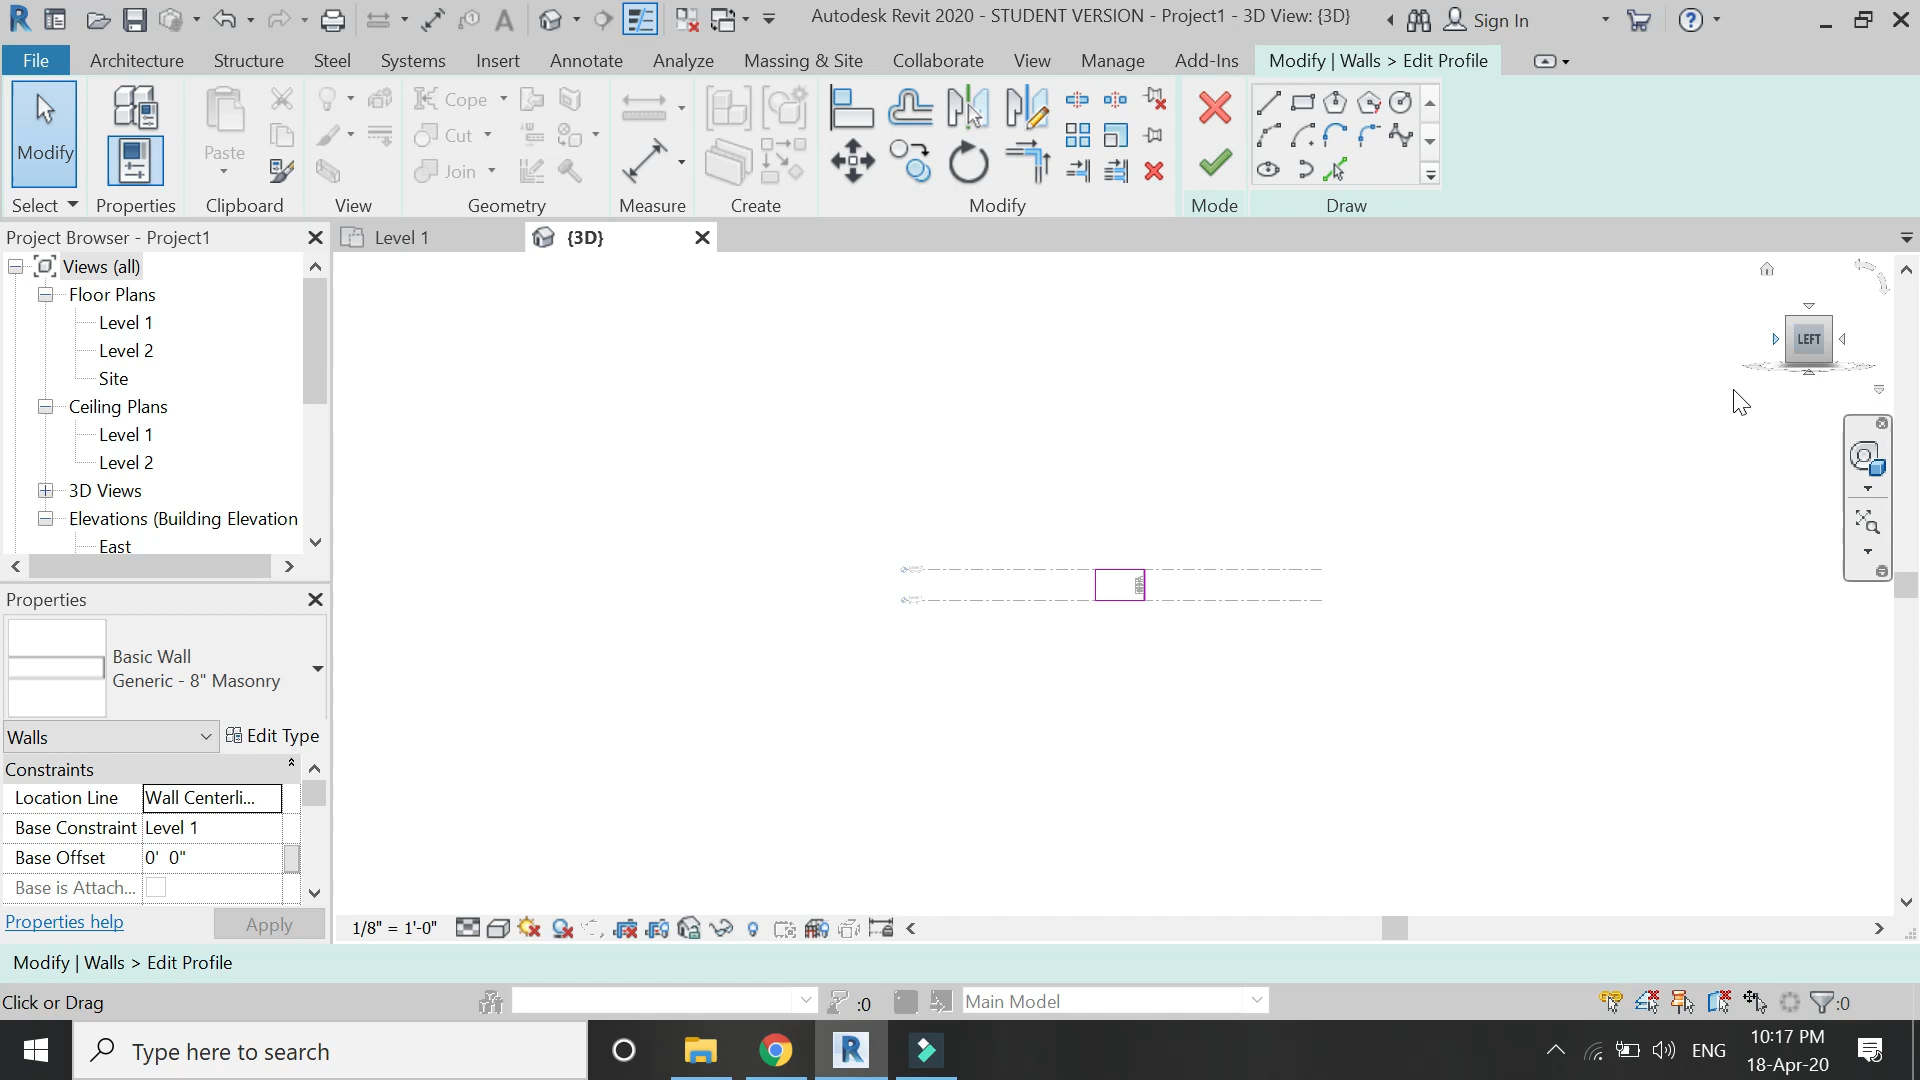 Autodesk Revit 2020 - STUDENT VERSION - Project1 - 3D View: {3D}
Sign In
File
Architecture
Structure
Steel
Systems
Insert
Annotate
Analyze
Massing & Site
Collaborate
View
Manage
Add-Ins
Modify | Walls > Edit Profile
Modify
Paste
Cope
Cut
Join
Select
Properties
Clipboard
View
Geometry
Measure
Create
Modify
Mode
Draw
Project Browser - Project1
Level 1
{3D}
Views (all)
Floor Plans
Level 1
Level 2
Site
Ceiling Plans
Level 1
Level 2
3D Views
Elevations (Building Elevation
East
LEFT
Properties
Basic Wall
Generic - 8" Masonry
Walls
Edit Type
Constraints
Location Line
Wall Centerli...
Base Constraint
Level 1
Base Offset
0' 0"
Base is Attach...
Properties help
Apply
1/8" = 1'-0"
Modify | Walls > Edit Profile
Click or Drag
:0
Main Model
:0
Type here to search
ENG
10:17 PM
18-Apr-20